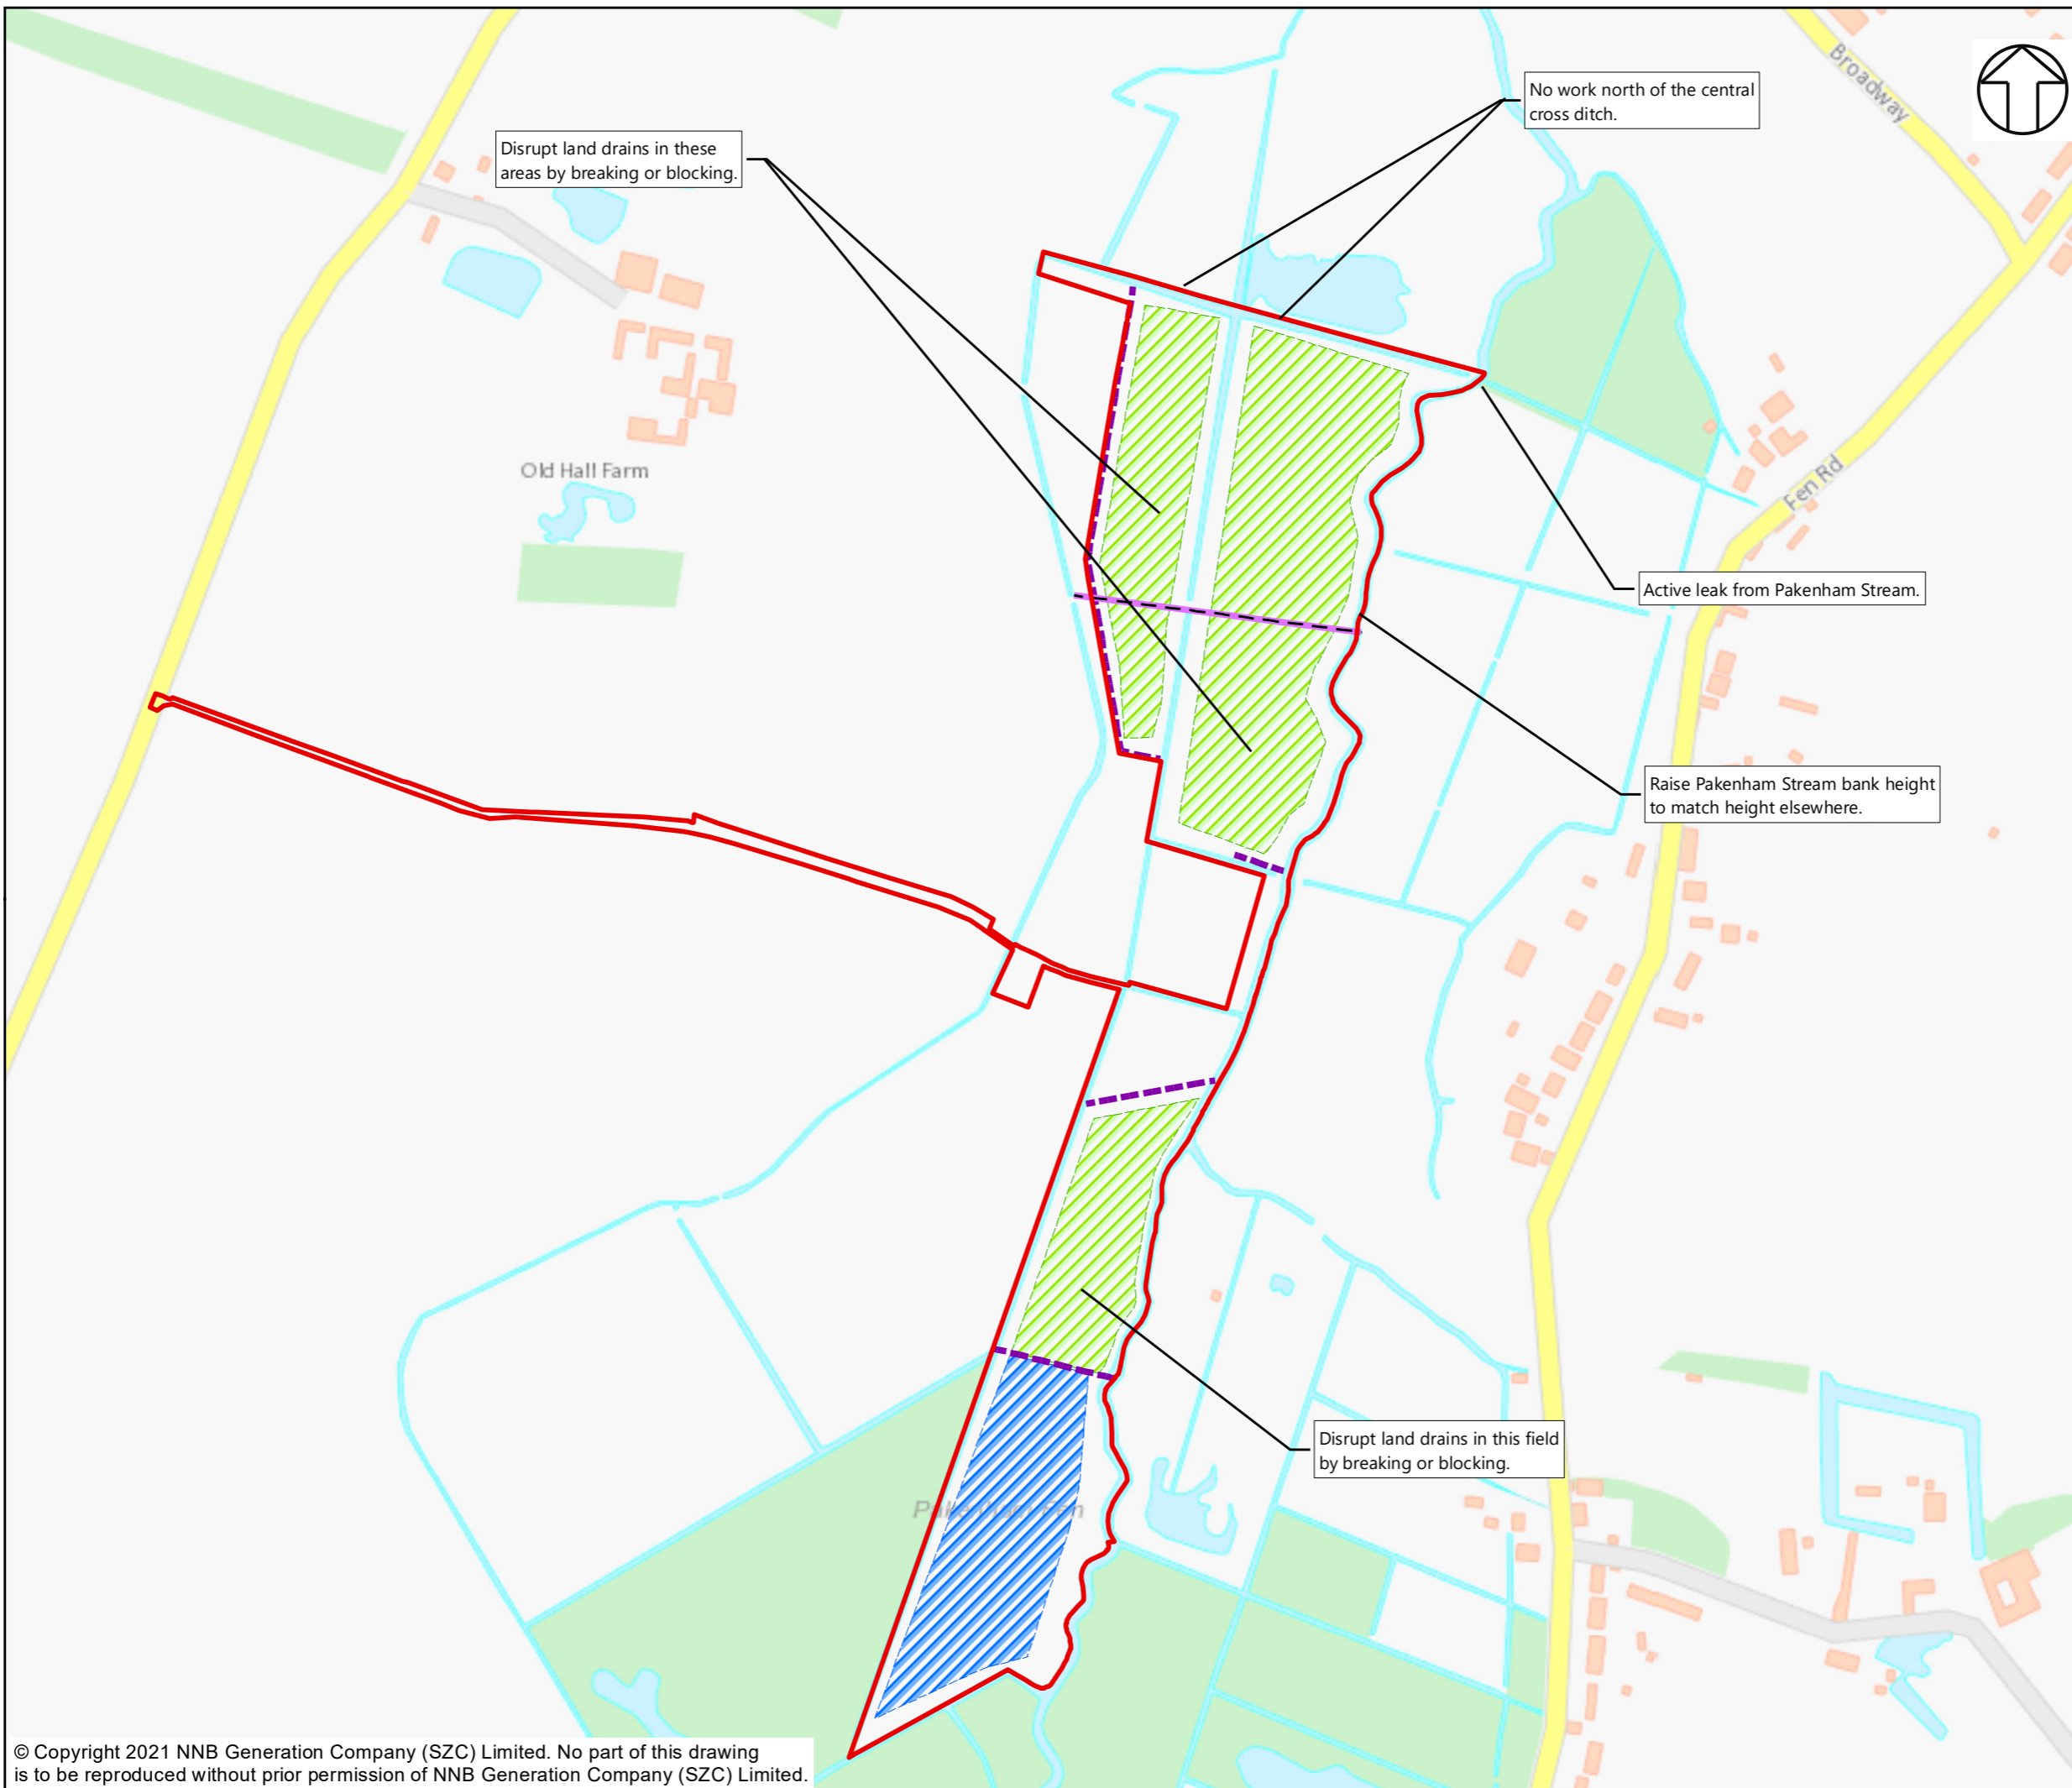 Broadway
No work north of the central
cross ditch.
Disrupt land drains in these
areas by breaking or blocking.
Old Hall Farm
Fen Rd
Active leak from Pakenham Stream.
Raise Pakenham Stream bank height
to match height elsewhere.
Disrupt land drains in this field
by breaking or blocking.
Pakenham Fen
© Copyright 2021 NNB Generation Company (SZC) Limited. No part of this drawing
is to be reproduced without prior permission of NNB Generation Company (SZC) Limited.